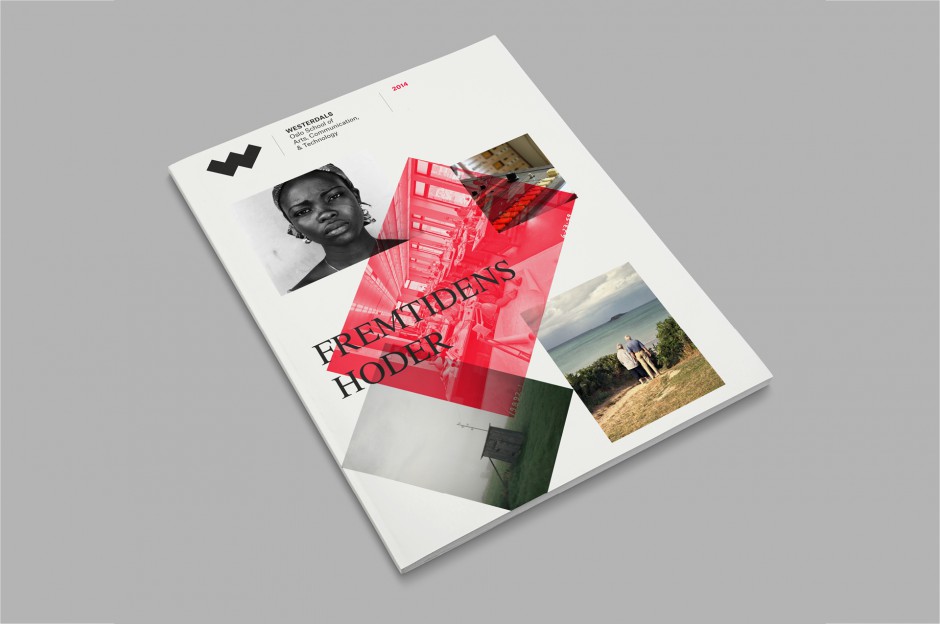 WESTERDALS
Oslo School of
Arts, Communication,
& Technology
2014
FREMTIDENS
HODER